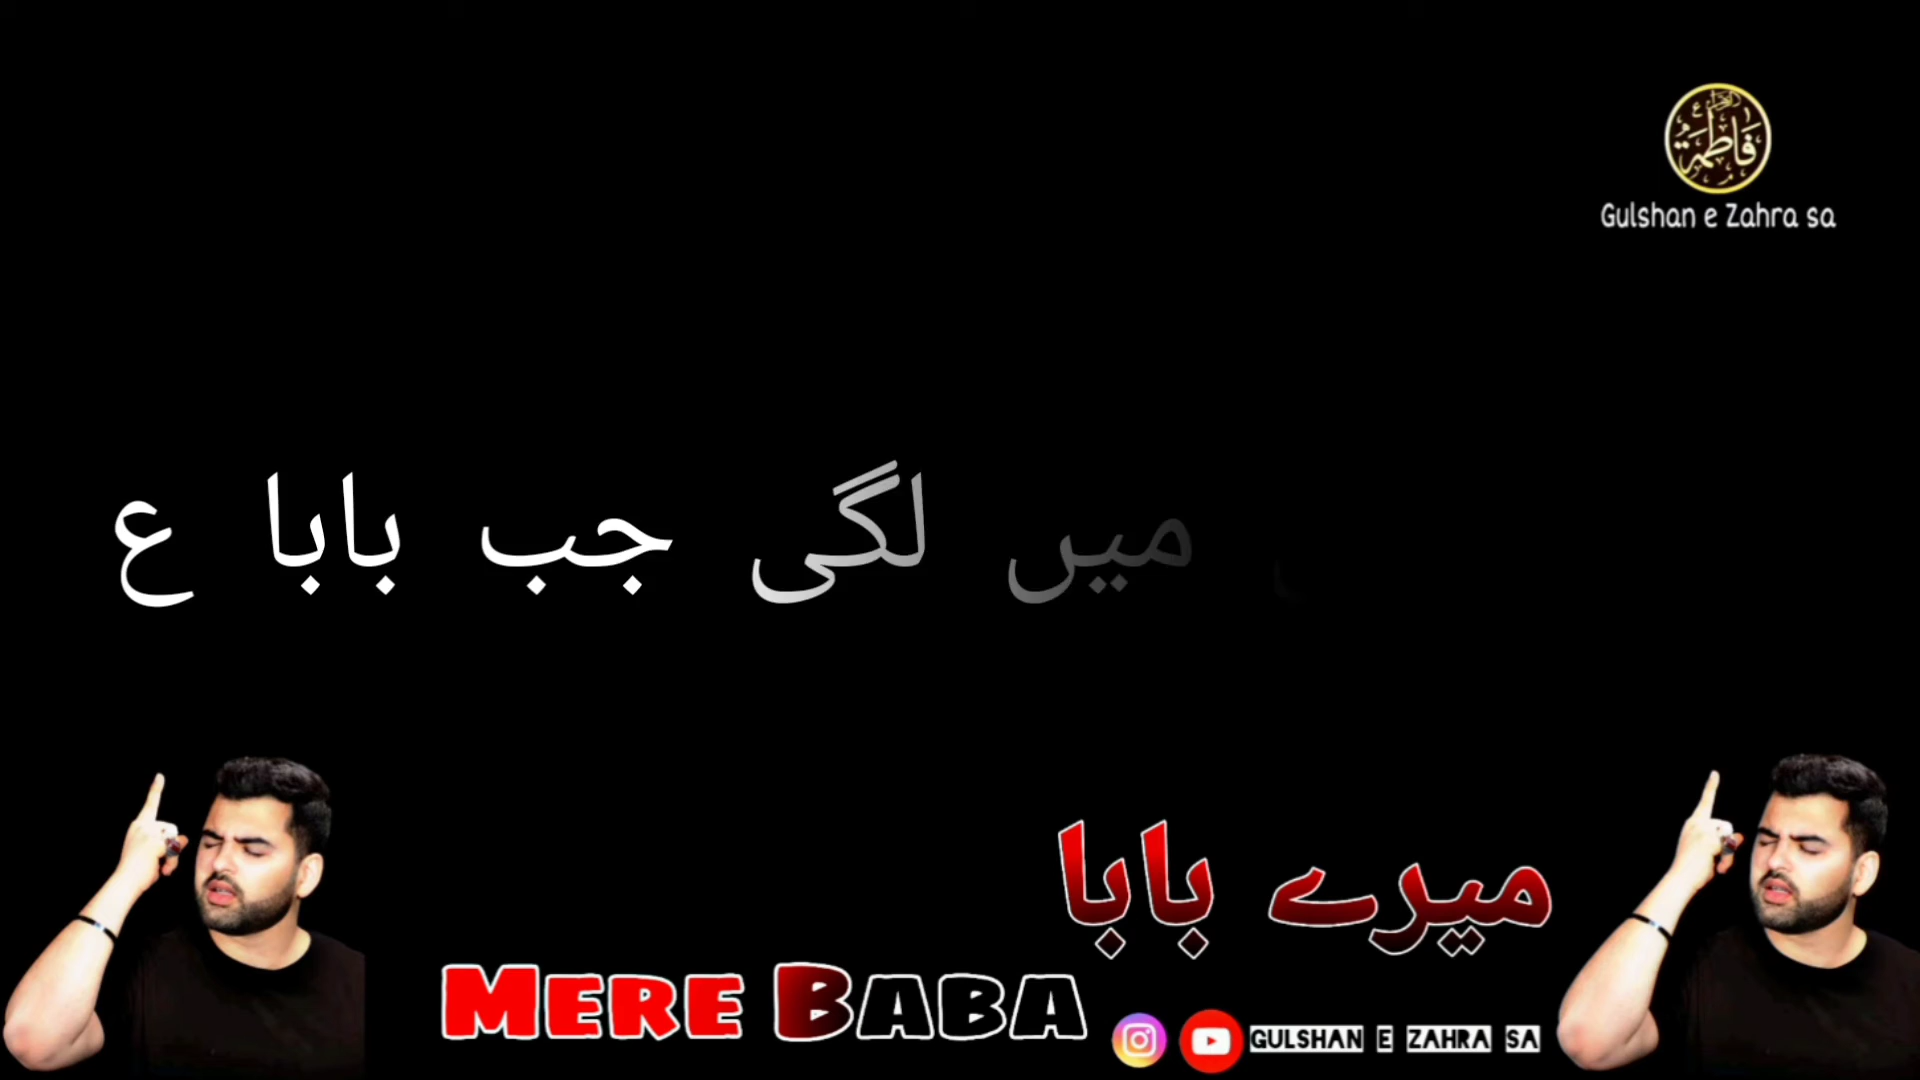 فاطمة
Gulshan e Zahra sa
میں لگی جب بابا ع
میرے بابا
MERE BABA
GULSHAN E ZAHRA SA